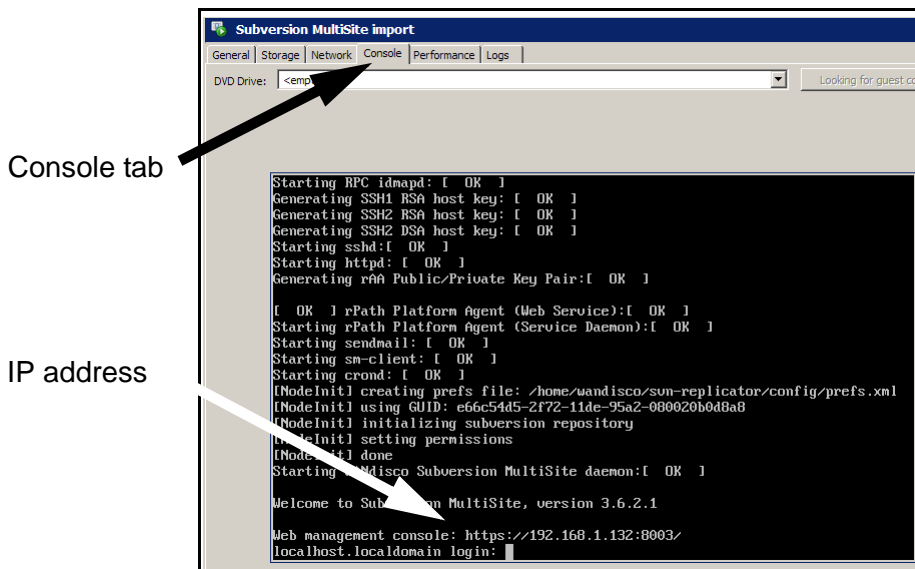 Subversion MultiSite import
General Storage Network Console Performance Logs
DVD Drive: <emp
Looking for guest co
Console tab
Starting RPC idmapd: [  OK  ]
Generating SSH1 RSA host key: [  OK  ]
Generating SSH2 RSA host key: [  OK  ]
Generating SSH2 DSA host key: [  OK  ]
Starting sshd:[  OK  ]
Starting httpd: [  OK  ]
Generating rAA Public/Private Key Pair:[  OK  ]
[  OK  ] rPath Platform Agent (Web Service):[  OK  ]
Starting rPath Platform Agent (Service Daemon):[  OK  ]
Starting sendmail: [  OK  ]
Starting sm-client: [  OK  ]
IP address
Starting crond: [  OK  ]
[NodeInit] creating prefs file: /home/wandisco/svn-replicator/config/prefs.xml
[NodeInit] using GUID: e66c54d5-2f72-11de-95a2-080020b0d8a8
[NodeInit] initializing subversion repository
[NodeInit] setting permissions
[NodeInit] done
Starting WANdisco Subversion MultiSite daemon:[  OK  ]
Welcome to Subversion MultiSite, version 3.6.2.1
Web management console: https://192.168.1.132:8003/
localhost.localdomain login: